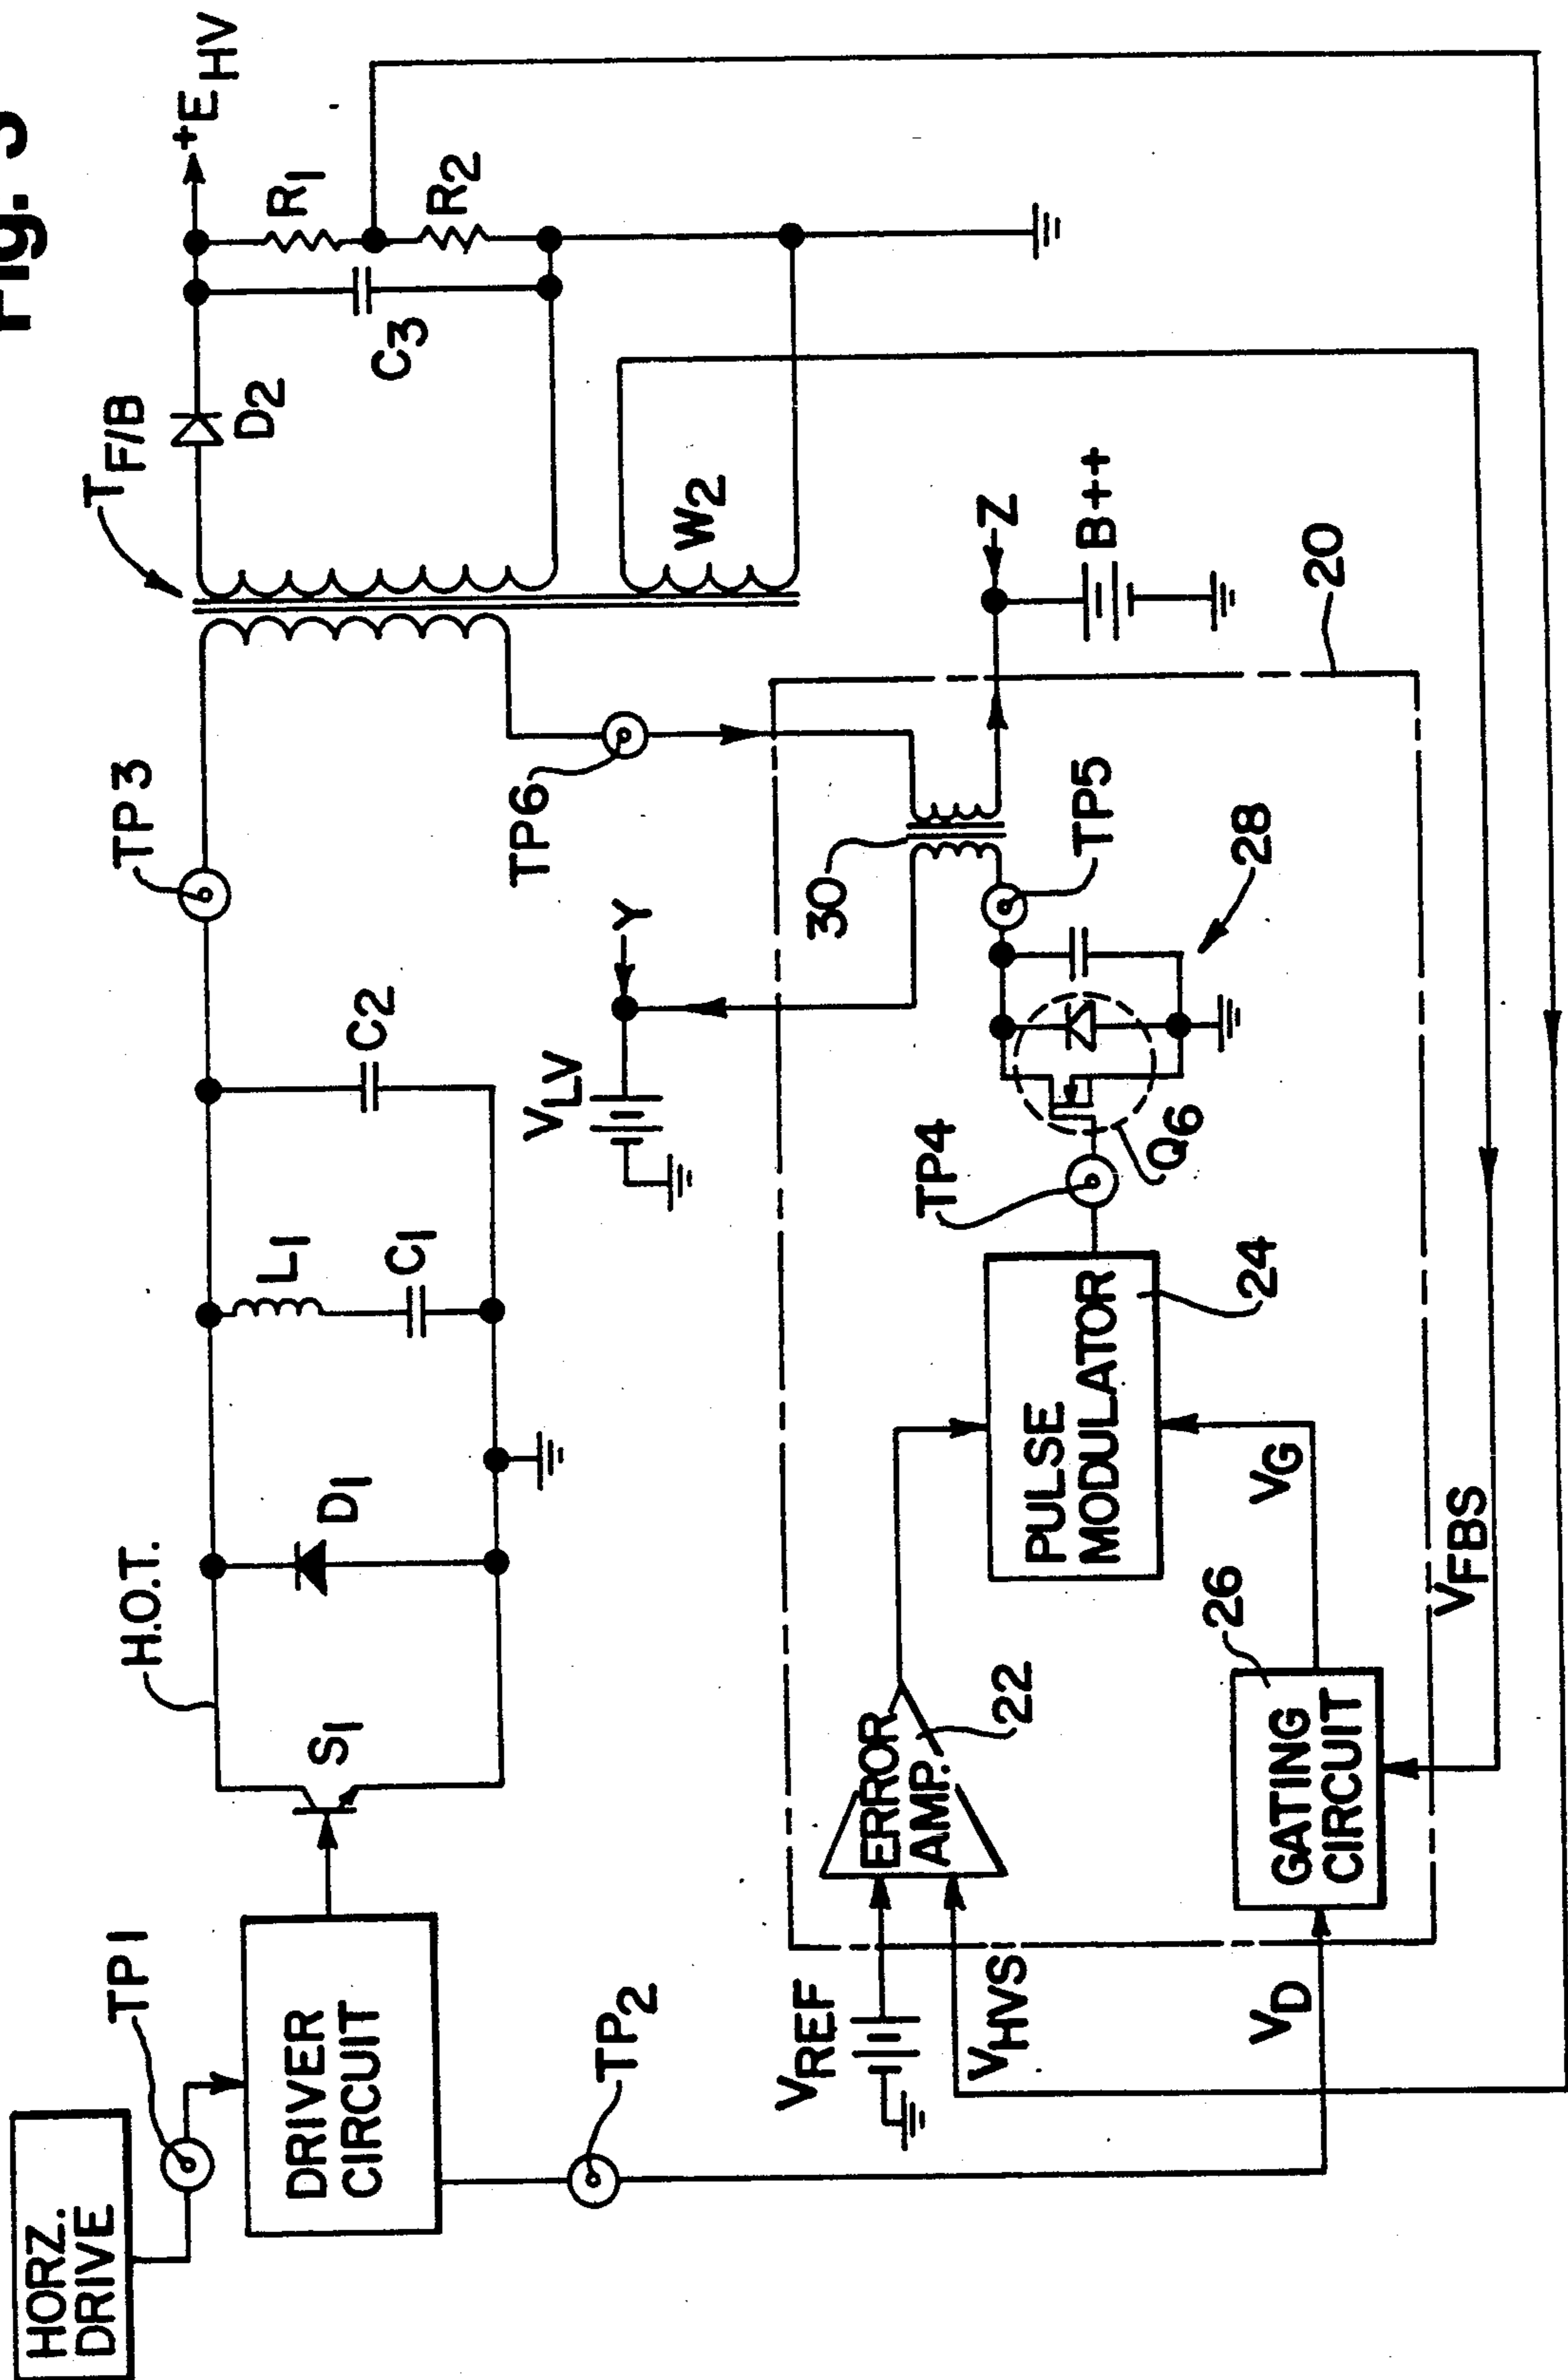 Fig. 3
HORZ.
DRIVE
TP1
DRIVER
CIRCUIT
TP2
H.O.T.
S1
D1
L1
C1
C2
TP3
TF/B
D2
C3
R1
R2
+EHV
W2
TP6
Y
VLV
Z
B++
20
30
TP5
28
Q6
TP4
PULSE
MODULATOR
24
VG
ERROR
AMP.
22
VREF
VHVS
VD
GATING
CIRCUIT
26
VFBS